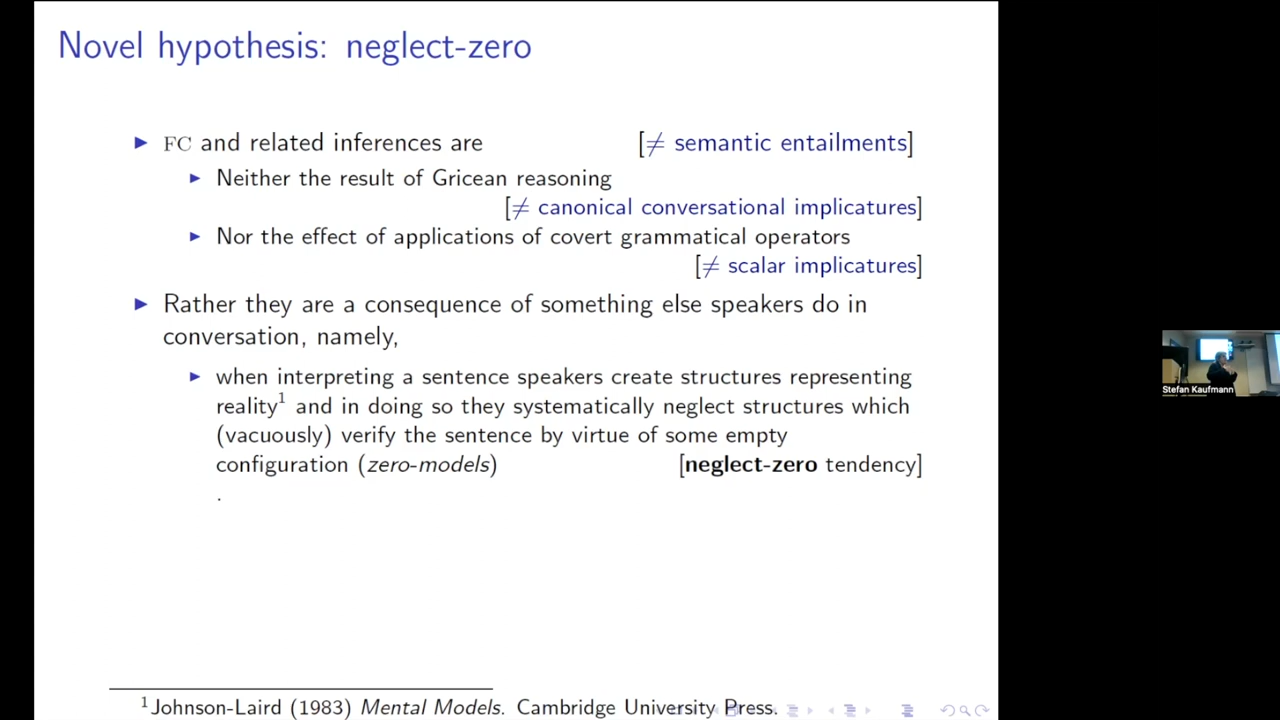 Novel hypothesis: neglect-zero
▶ FC and related inferences are [≠ semantic entailments]
▶ Neither the result of Gricean reasoning
[≠ canonical conversational implicatures]
▶ Nor the effect of applications of covert grammatical operators
[≠ scalar implicatures]
▶ Rather they are a consequence of something else speakers do in
conversation, namely,
▶ when interpreting a sentence speakers create structures representing
reality¹ and in doing so they systematically neglect structures which
(vacuously) verify the sentence by virtue of some empty
configuration (zero-models) [neglect-zero tendency]
.
Stefan Kaufmann
¹Johnson-Laird (1983) Mental Models. Cambridge University Press.